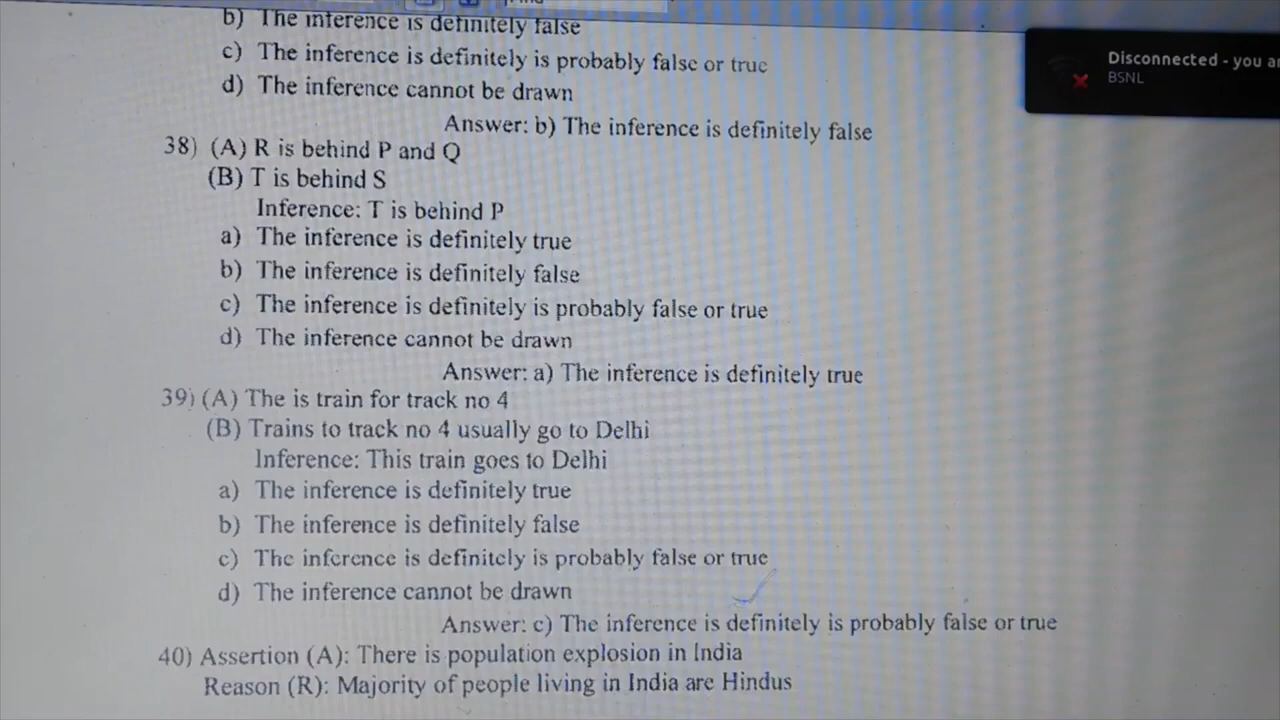 b) The inference is definitely false
c) The inference is definitely is probably false or true
d) The inference cannot be drawn
Answer: b) The inference is definitely false
38) (A) R is behind P and Q
(B) T is behind S
Inference: T is behind P
a) The inference is definitely true
b) The inference is definitely false
c) The inference is definitely is probably false or true
d) The inference cannot be drawn
Answer: a) The inference is definitely true
39) (A) The is train for track no 4
(B) Trains to track no 4 usually go to Delhi
Inference: This train goes to Delhi
a) The inference is definitely true
b) The inference is definitely false
c) The inference is definitely is probably false or true
d) The inference cannot be drawn
Answer: c) The inference is definitely is probably false or true
40) Assertion (A): There is population explosion in India
Reason (R): Majority of people living in India are Hindus
Disconnected - you
BSNL